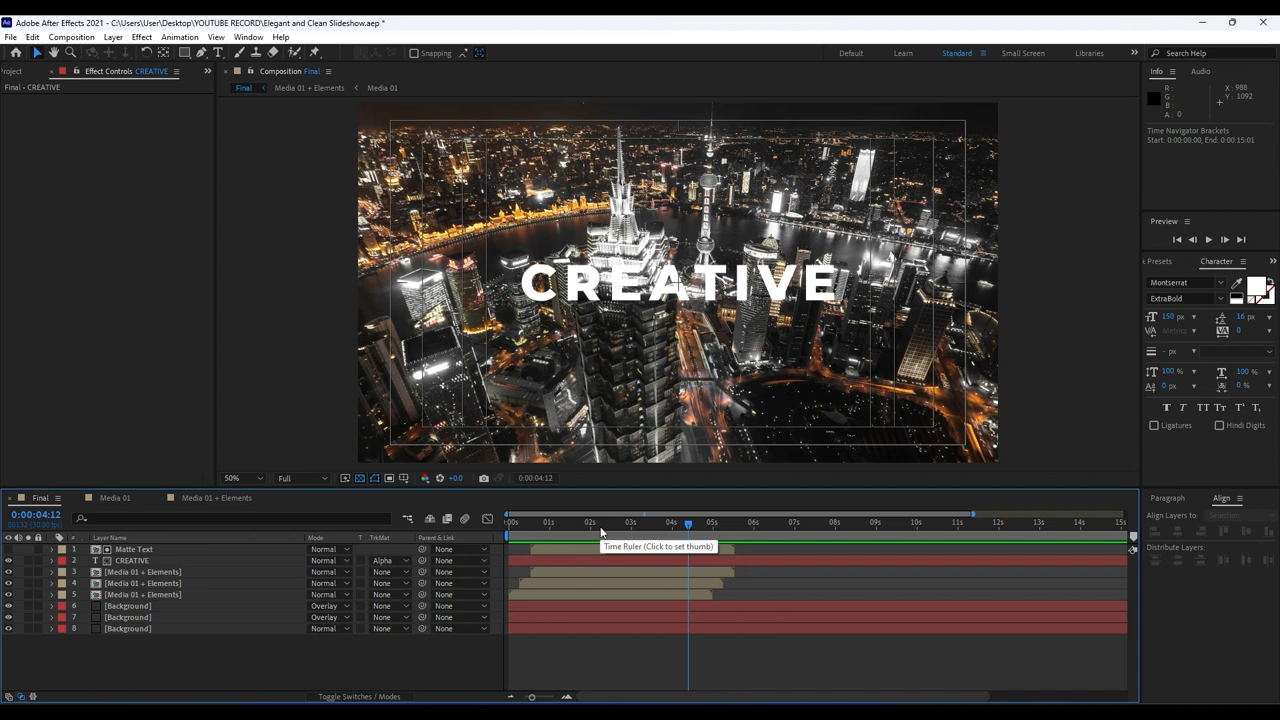 Adobe After Effects 2021 - C:\Users\User\Desktop\YOUTUBE RECORD\Elegant and Clean Slideshow.aep *
File Edit Composition Layer Effect Animation View Window Help
Snapping Default Learn Standard Small Screen Libraries Search Help
Project Effect Controls CREATIVE Composition Final Info Audio
Final - CREATIVE
Final Media 01 + Elements Media 01
R: G: B: A: 0
X: 988
Y: 1092
Time Navigator Brackets
Start: 0:00:00:00, End: 0:00:15:01
CREATIVE
Preview
Presets Character
Montserrat
ExtraBold
150 px 16 px
Metrics 0
- px
100 % 100 %
0 px 0 %
Ligatures Hindi Digits
50% Full +0.0 0:00:04:12
Final Media 01 Media 01 + Elements
0:00:04:12
00132 (30.00 fps)
# Layer Name Mode T .TrkMat Parent & Link
:00s 01s 02s 03s 04s 05s 06s 07s 08s 09s 10s 11s 12s 13s 14s 15s
Time Ruler (Click to set thumb)
1 Matte Text Normal None
2 T CREATIVE Normal Alpha None
3 [Media 01 + Elements] Normal None None
4 [Media 01 + Elements] Normal None None
5 [Media 01 + Elements] Normal None None
6 [Background] Overlay None None
7 [Background] Overlay None None
8 [Background] Normal None None
Toggle Switches / Modes
Paragraph Align
Align Layers to: Selection
Distribute Layers: